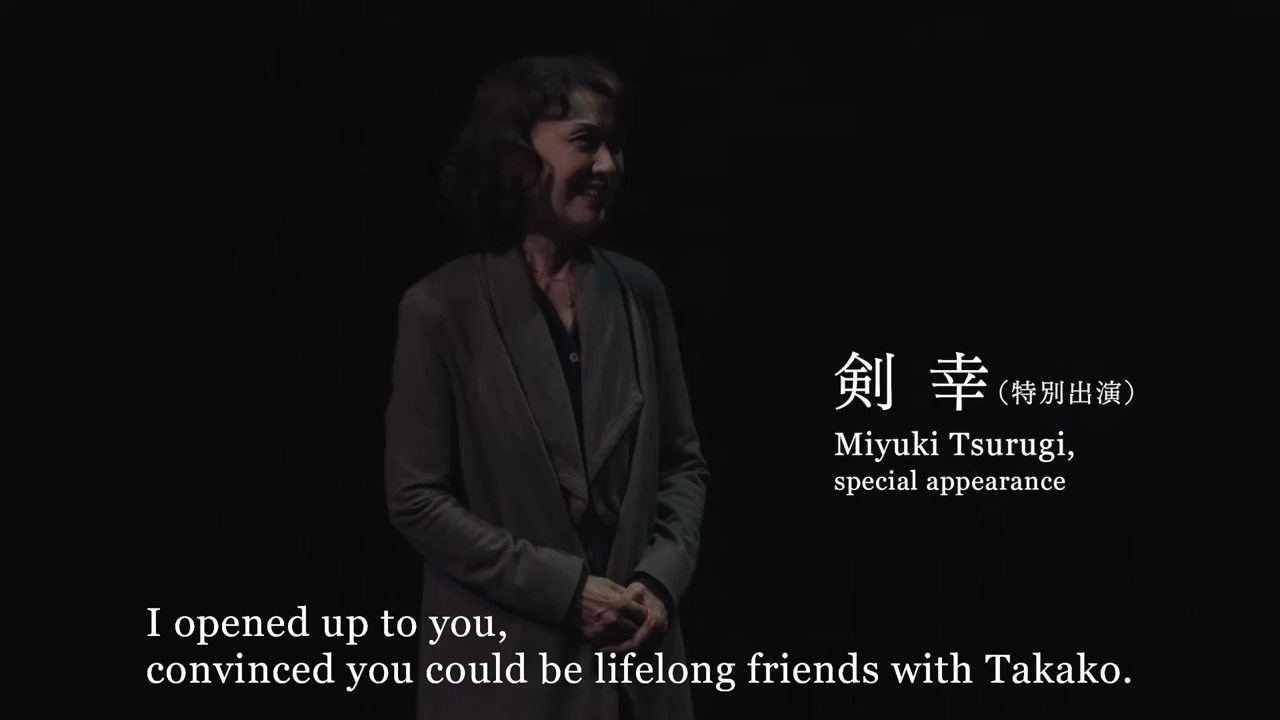 剣 幸（特別出演）
Miyuki Tsurugi,
special appearance
I opened up to you,
convinced you could be lifelong friends with Takako.